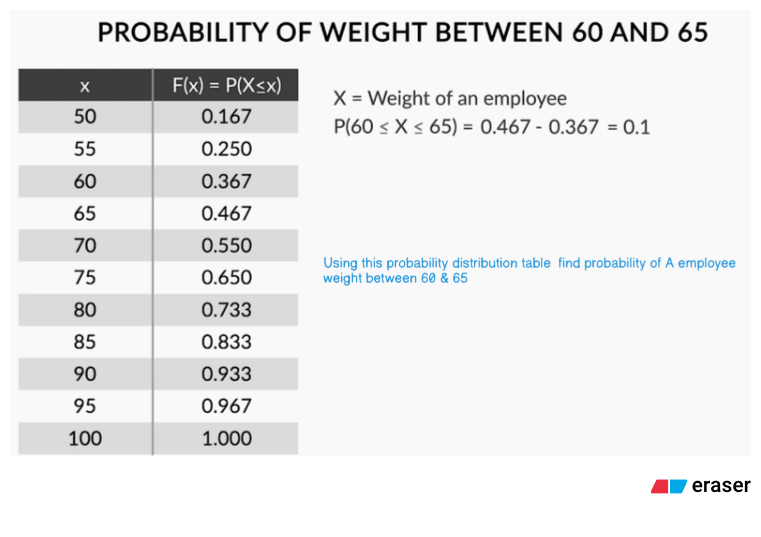 PROBABILITY OF WEIGHT BETWEEN 60 AND 65
x F(x) = P(X≤x)
50 0.167
55 0.250
60 0.367
65 0.467
70 0.550
75 0.650
80 0.733
85 0.833
90 0.933
95 0.967
100 1.000
X = Weight of an employee
P(60 ≤ X ≤ 65) = 0.467 - 0.367 = 0.1
Using this probability distribution table find probability of A employee
weight between 60 & 65
eraser